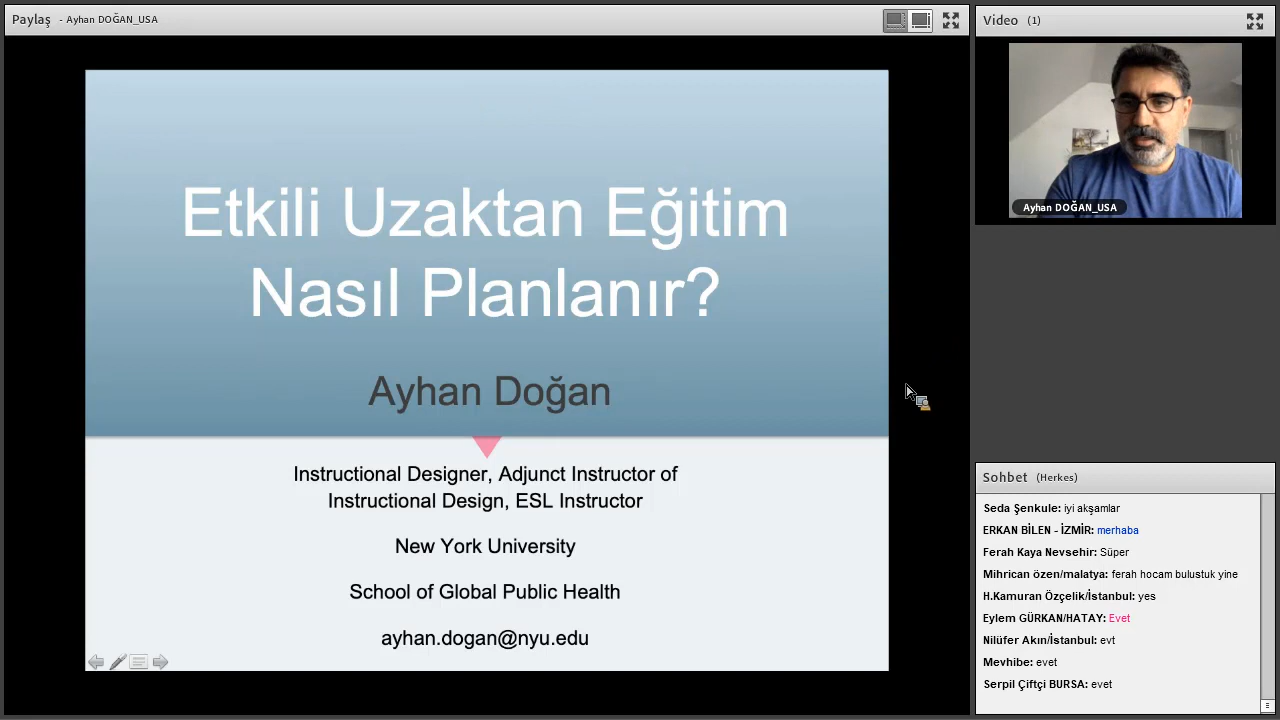 Paylaş - Ayhan DOĞAN_USA
Etkili Uzaktan Eğitim
Nasıl Planlanır?
Ayhan Doğan
Instructional Designer, Adjunct Instructor of
Instructional Design, ESL Instructor
New York University
School of Global Public Health
ayhan.dogan@nyu.edu
Video (1)
Ayhan DOĞAN_USA
Sohbet (Herkes)
Seda Şenkule: iyi akşamlar
ERKAN BİLEN - İZMİR: merhaba
Ferah Kaya Nevsehir: Süper
Mihrican özen/malatya: ferah hocam bulustuk yine
H.Kamuran Özçelik/İstanbul: yes
Eylem GÜRKAN/HATAY: Evet
Nilüfer Akın/İstanbul: evt
Mevhibe: evet
Serpil Çiftçi BURSA: evet